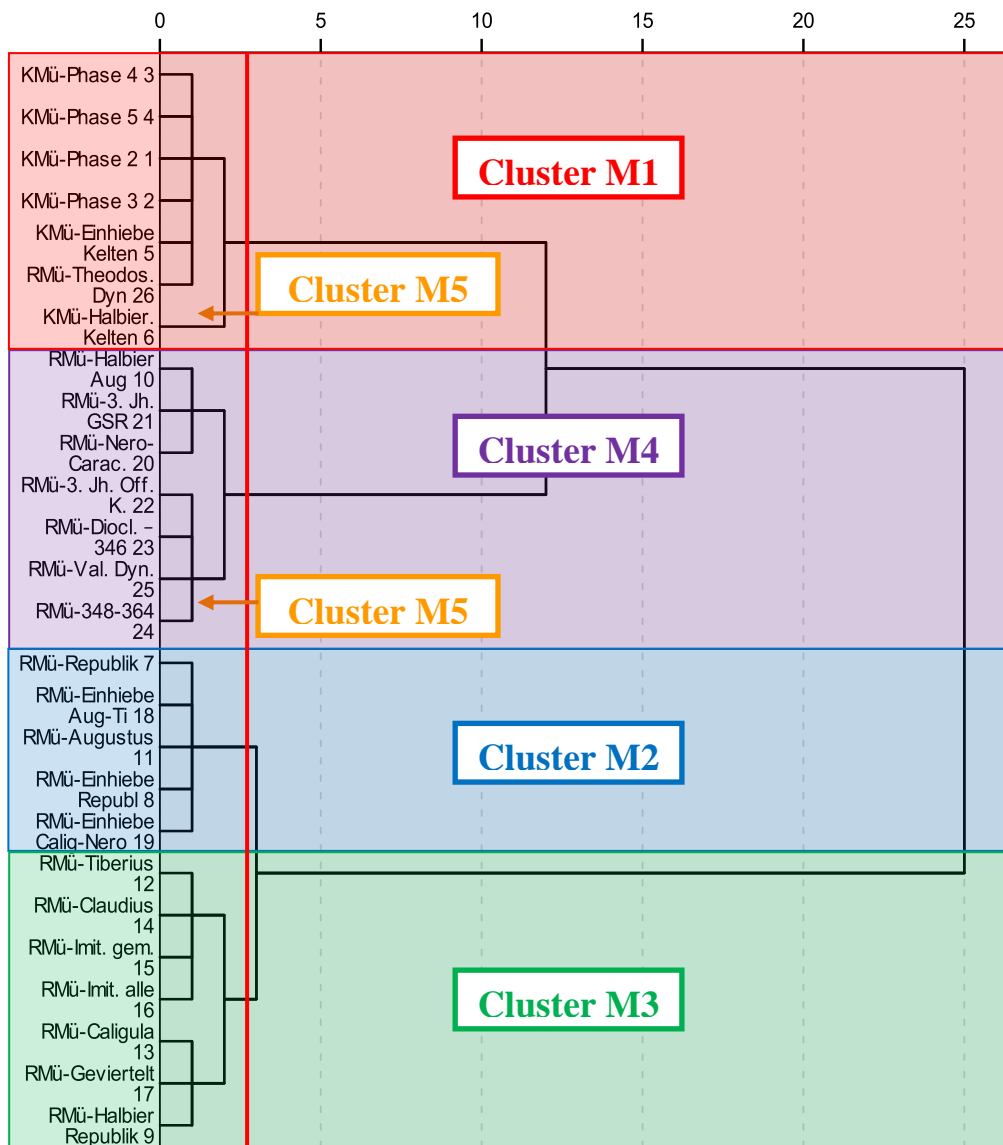 0 5 10 15 20 25
KMü-Phase 4 3
KMü-Phase 5 4
KMü-Phase 2 1
Cluster M1
KMü-Phase 3 2
KMü-Einhiebe
Kelten 5
RMü-Theodos.
Dyn 26
Cluster M5
KMü-Halbier.
Kelten 6
RMü-Halbier
Aug 10
RMü-3. Jh.
GSR 21
RMü-Nero-
Carac. 20
Cluster M4
RMü-3. Jh. Off.
K. 22
RMü-Diocl. –
346 23
RMü-Val. Dyn.
25
RMü-348-364
24
Cluster M5
RMü-Republik 7
RMü-Einhiebe
Aug-Ti 18
RMü-Augustus
11
Cluster M2
RMü-Einhiebe
Republ 8
RMü-Einhiebe
Calig-Nero 19
RMü-Tiberius
12
RMü-Claudius
14
RMü-Imit. gem.
15
RMü-Imit. alle
16
Cluster M3
RMü-Caligula
13
RMü-Geviertelt
17
RMü-Halbier
Republik 9